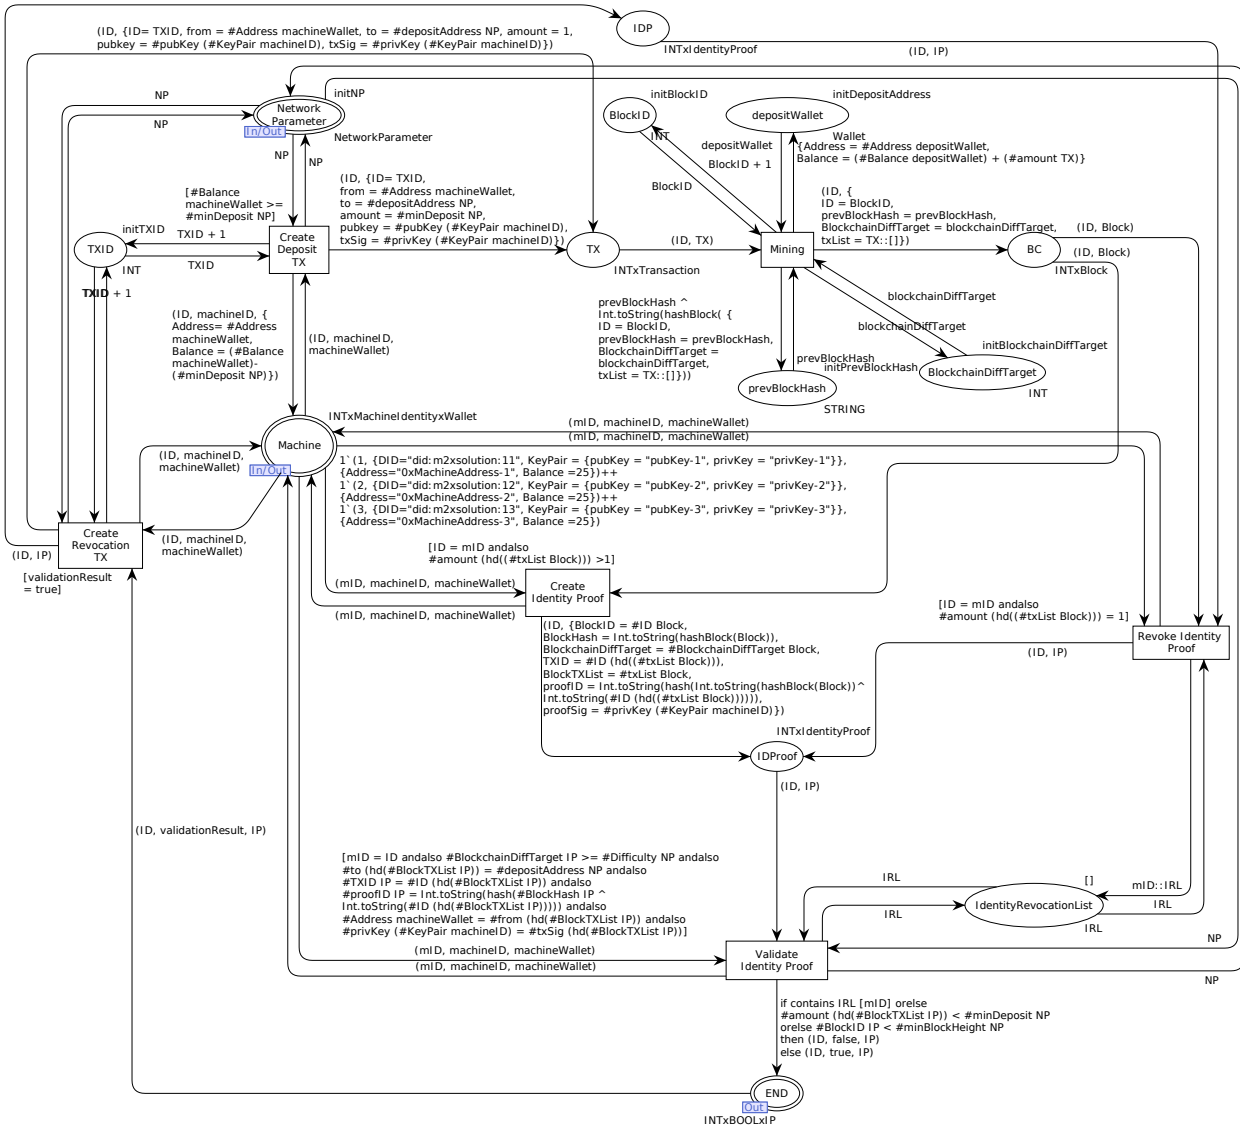 IDP
INTxIdentityProof
(ID, IP)
(ID, {ID= TXID, from = #Address machineWallet, to = #depositAddress NP, amount = 1,
pubkey = #pubKey (#KeyPair machineID), txSig = #privKey (#KeyPair machineID)})
NP
NP
initNP
Network
Parameter
In/Out
NetworkParameter
NP
NP
initBlockID
BlockID
INT
initDepositAddress
depositWallet
Wallet
depositWallet
{Address = #Address depositWallet,
Balance = (#Balance depositWallet) + (#amount TX)}
BlockID + 1
BlockID
[#Balance
machineWallet >=
#minDeposit NP]
(ID, {ID= TXID,
from = #Address machineWallet,
to = #depositAddress NP,
amount = #minDeposit NP,
pubkey = #pubKey (#KeyPair machineID),
txSig = #privKey (#KeyPair machineID)})
(ID, {
ID = BlockID,
prevBlockHash = prevBlockHash,
BlockchainDiffTarget = blockchainDiffTarget,
txList = TX::[]})
initTXID
TXID
INT
TXID + 1
TXID
Create
Deposit
TX
TX
INTxTransaction
(ID, TX)
Mining
BC
INTxBlock
(ID, Block)
(ID, Block)
TXID
TXID + 1
(ID, machineID, {
Address= #Address
machineWallet,
Balance = (#Balance
machineWallet)-
(#minDeposit NP)})
(ID, machineID,
machineWallet)
prevBlockHash ^
Int.toString(hashBlock( {
ID = BlockID,
prevBlockHash = prevBlockHash,
BlockchainDiffTarget =
blockchainDiffTarget,
txList = TX::[]}))
prevBlockHash
initPrevBlockHash
prevBlockHash
STRING
blockchainDiffTarget
blockchainDiffTarget
initBlockchainDiffTarget
BlockchainDiffTarget
INT
INTxMachineIdentityxWallet
Machine
In/Out
(mID, machineID, machineWallet)
(mID, machineID, machineWallet)
(ID, machineID,
machineWallet)
1`(1, {DID="did:m2xsolution:11", KeyPair = {pubKey = "pubKey-1", privKey = "privKey-1"}},
{Address="0xMachineAddress-1", Balance =25})++
1`(2, {DID="did:m2xsolution:12", KeyPair = {pubKey = "pubKey-2", privKey = "privKey-2"}},
{Address="0xMachineAddress-2", Balance =25})++
1`(3, {DID="did:m2xsolution:13", KeyPair = {pubKey = "pubKey-3", privKey = "privKey-3"}},
{Address="0xMachineAddress-3", Balance =25})
Create
Revocation
TX
(ID, machineID,
machineWallet)
(ID, IP)
[validationResult
= true]
[ID = mID andalso
#amount (hd((#txList Block))) >1]
(mID, machineID, machineWallet)
(mID, machineID, machineWallet)
Create
Identity Proof
[ID = mID andalso
#amount (hd((#txList Block))) = 1]
Revoke Identity
Proof
(ID, IP)
(ID, {BlockID = #ID Block,
BlockHash = Int.toString(hashBlock(Block)),
BlockchainDiffTarget = #BlockchainDiffTarget Block,
TXID = #ID (hd((#txList Block))),
BlockTXList = #txList Block,
proofID = Int.toString(hash(Int.toString(hashBlock(Block))^
Int.toString(#ID (hd((#txList Block)))))),
proofSig = #privKey (#KeyPair machineID)})
INTxIdentityProof
IDProof
(ID, IP)
(ID, validationResult, IP)
[mID = ID andalso #BlockchainDiffTarget IP >= #Difficulty NP andalso
#to (hd(#BlockTXList IP)) = #depositAddress NP andalso
#TXID IP = #ID (hd(#BlockTXList IP)) andalso
#proofID IP = Int.toString(hash(#BlockHash IP ^
Int.toString(#ID (hd(#BlockTXList IP))))) andalso
#Address machineWallet = #from (hd(#BlockTXList IP)) andalso
#privKey (#KeyPair machineID) = #txSig (hd(#BlockTXList IP))]
IRL
IRL
[]
IdentityRevocationList
IRL
mID::IRL
IRL
(mID, machineID, machineWallet)
(mID, machineID, machineWallet)
Validate
Identity Proof
NP
NP
if contains IRL [mID] orelse
#amount (hd(#BlockTXList IP)) < #minDeposit NP
orelse #BlockID IP < #minBlockHeight NP
then (ID, false, IP)
else (ID, true, IP)
END
Out
INTxBOOLxIP